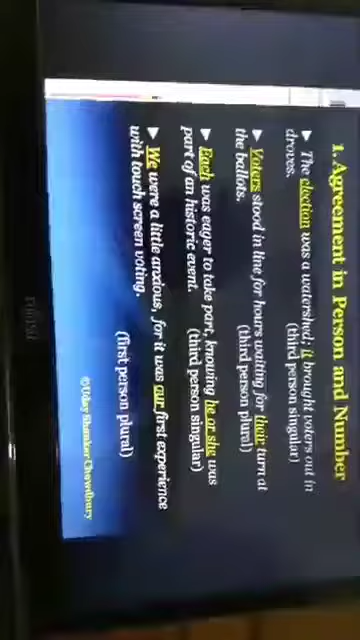 1. Agreement in Person and Number
► The election was a watershed; it brought voters out in
droves. (third person singular)
► Voters stood in line for hours waiting for their turn at
the ballots. (third person plural)
► Each was eager to take part, knowing he or she was
part of an historic event. (third person singular)
► We were a little anxious, for it was our first experience
with touch screen voting.
(first person plural)
©Uday Shanker Chowdhury